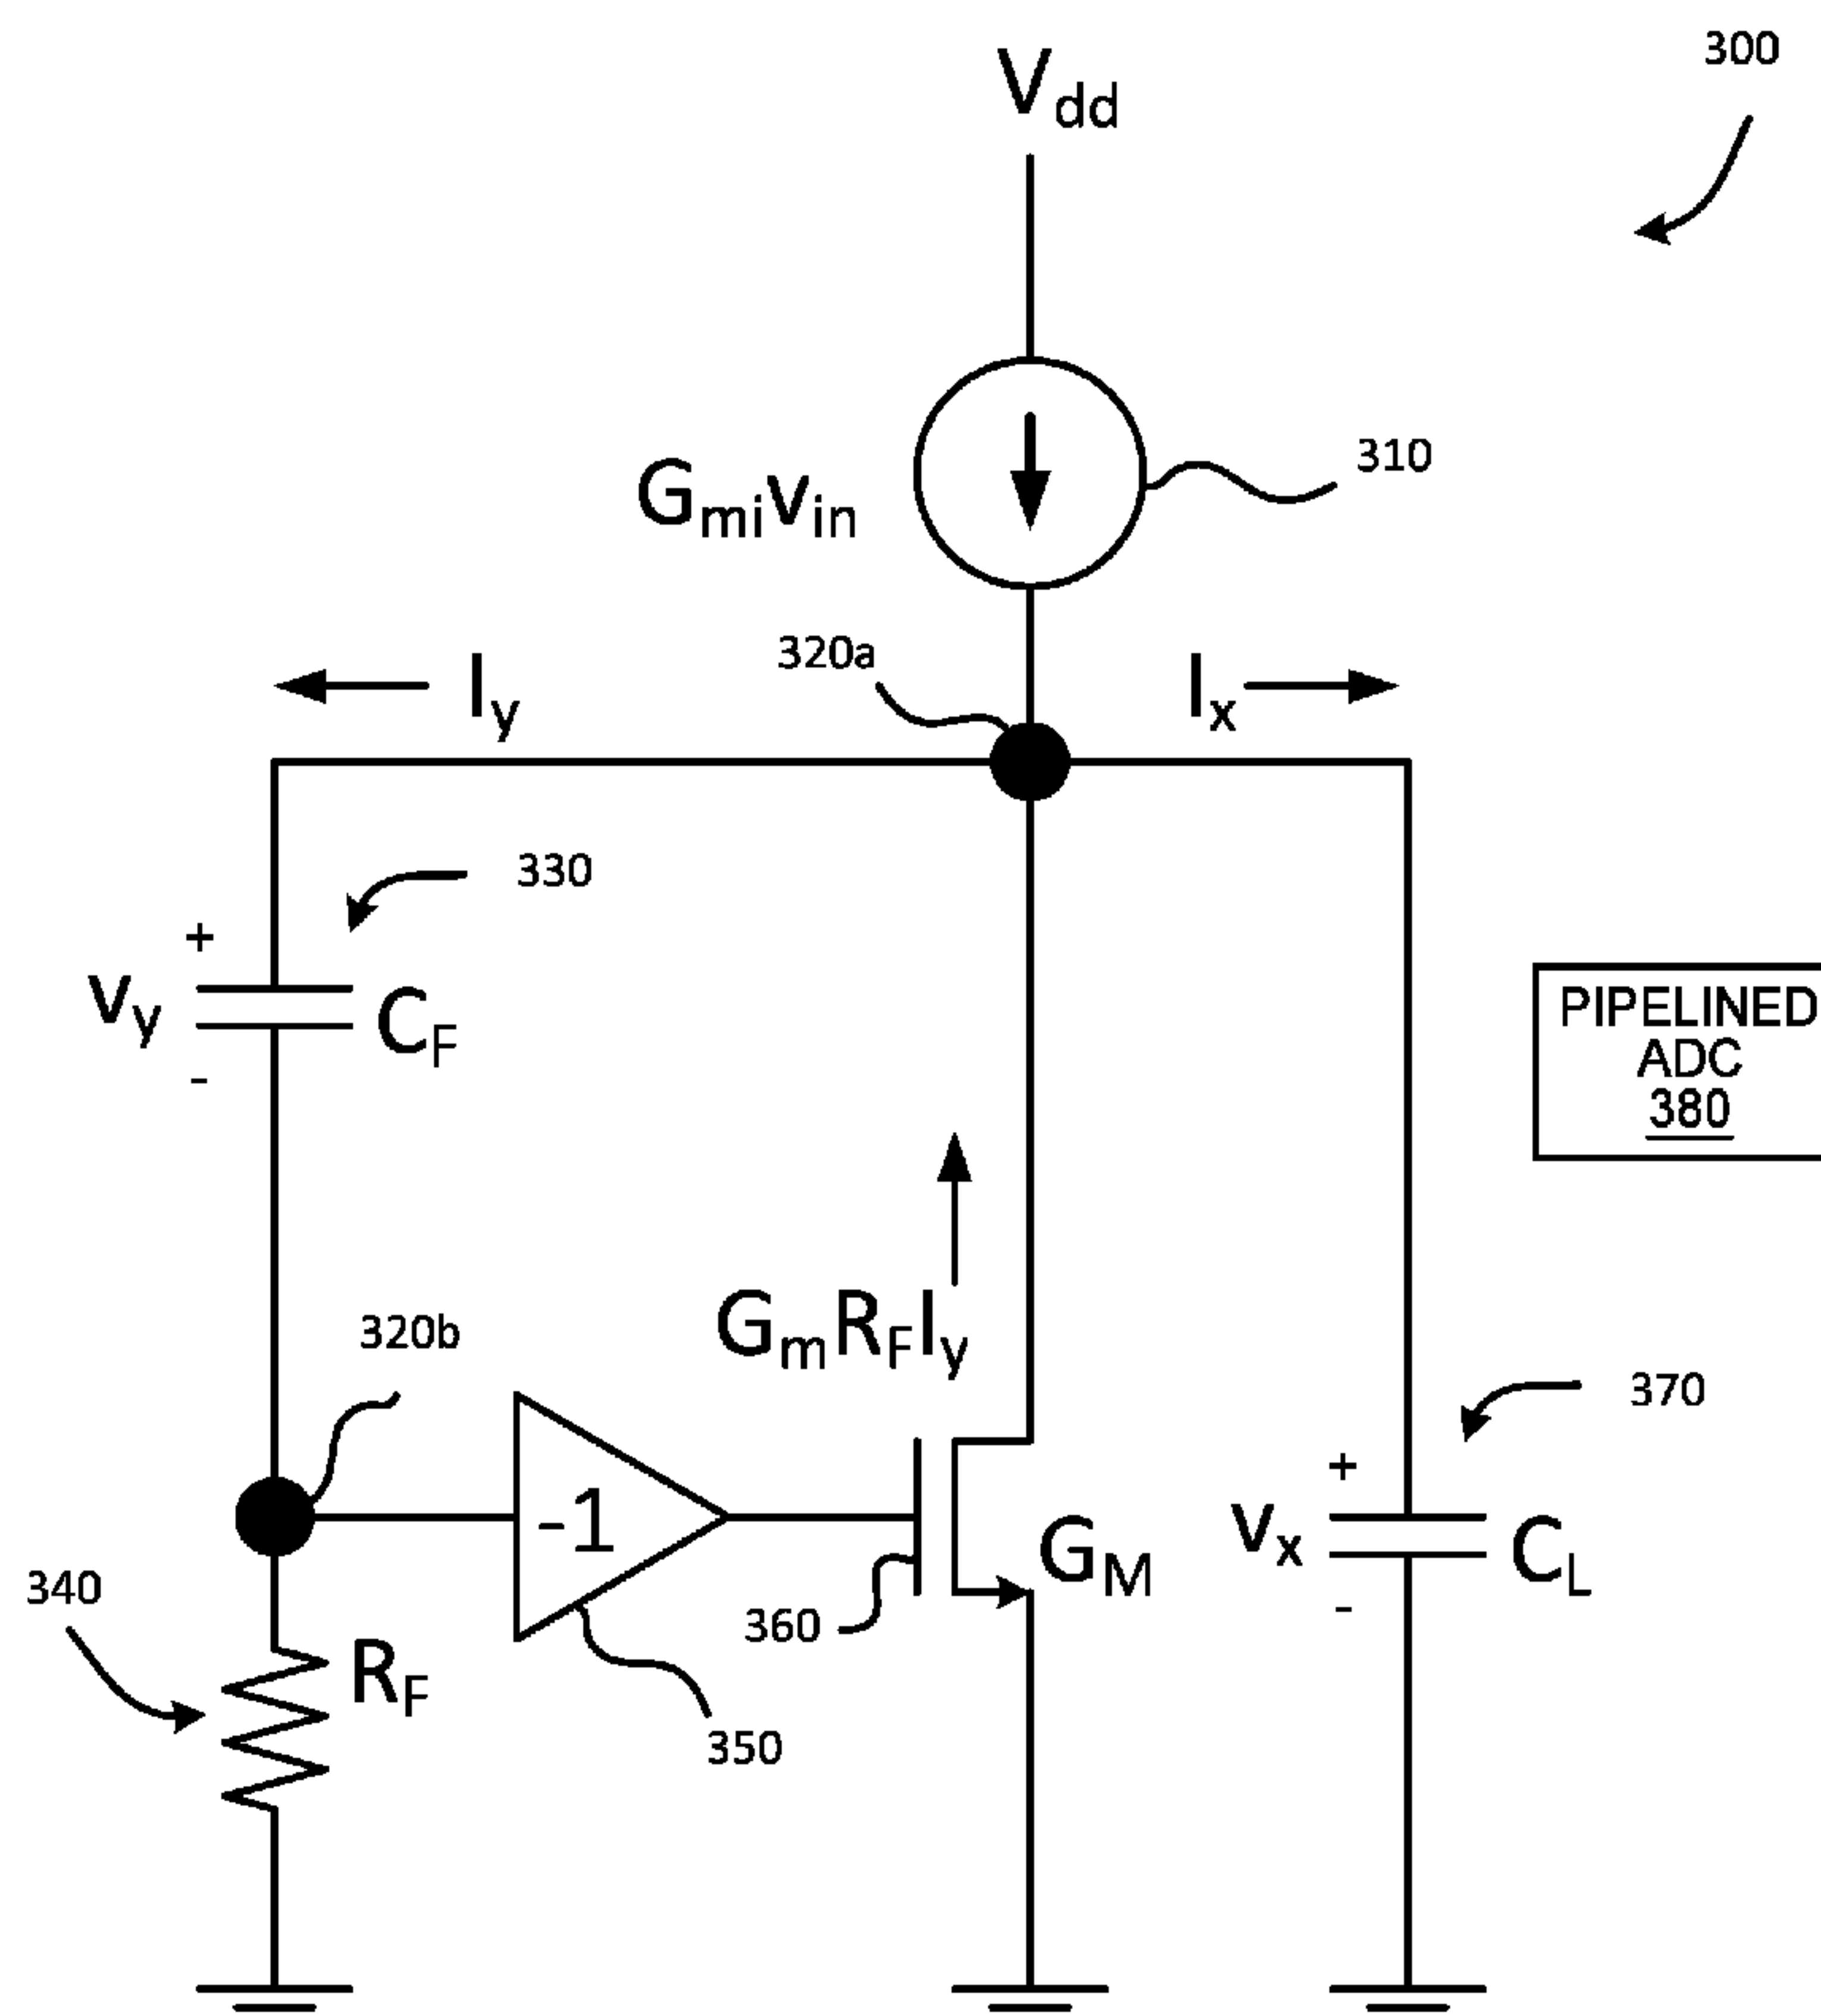 300
Vdd
310
Gmivin
320a
Iy
Ix
330
+
vy
CF
-
PIPELINED
ADC
380
GmRFIy
320b
370
-1
+
vx
CL
-
GM
340
360
RF
350